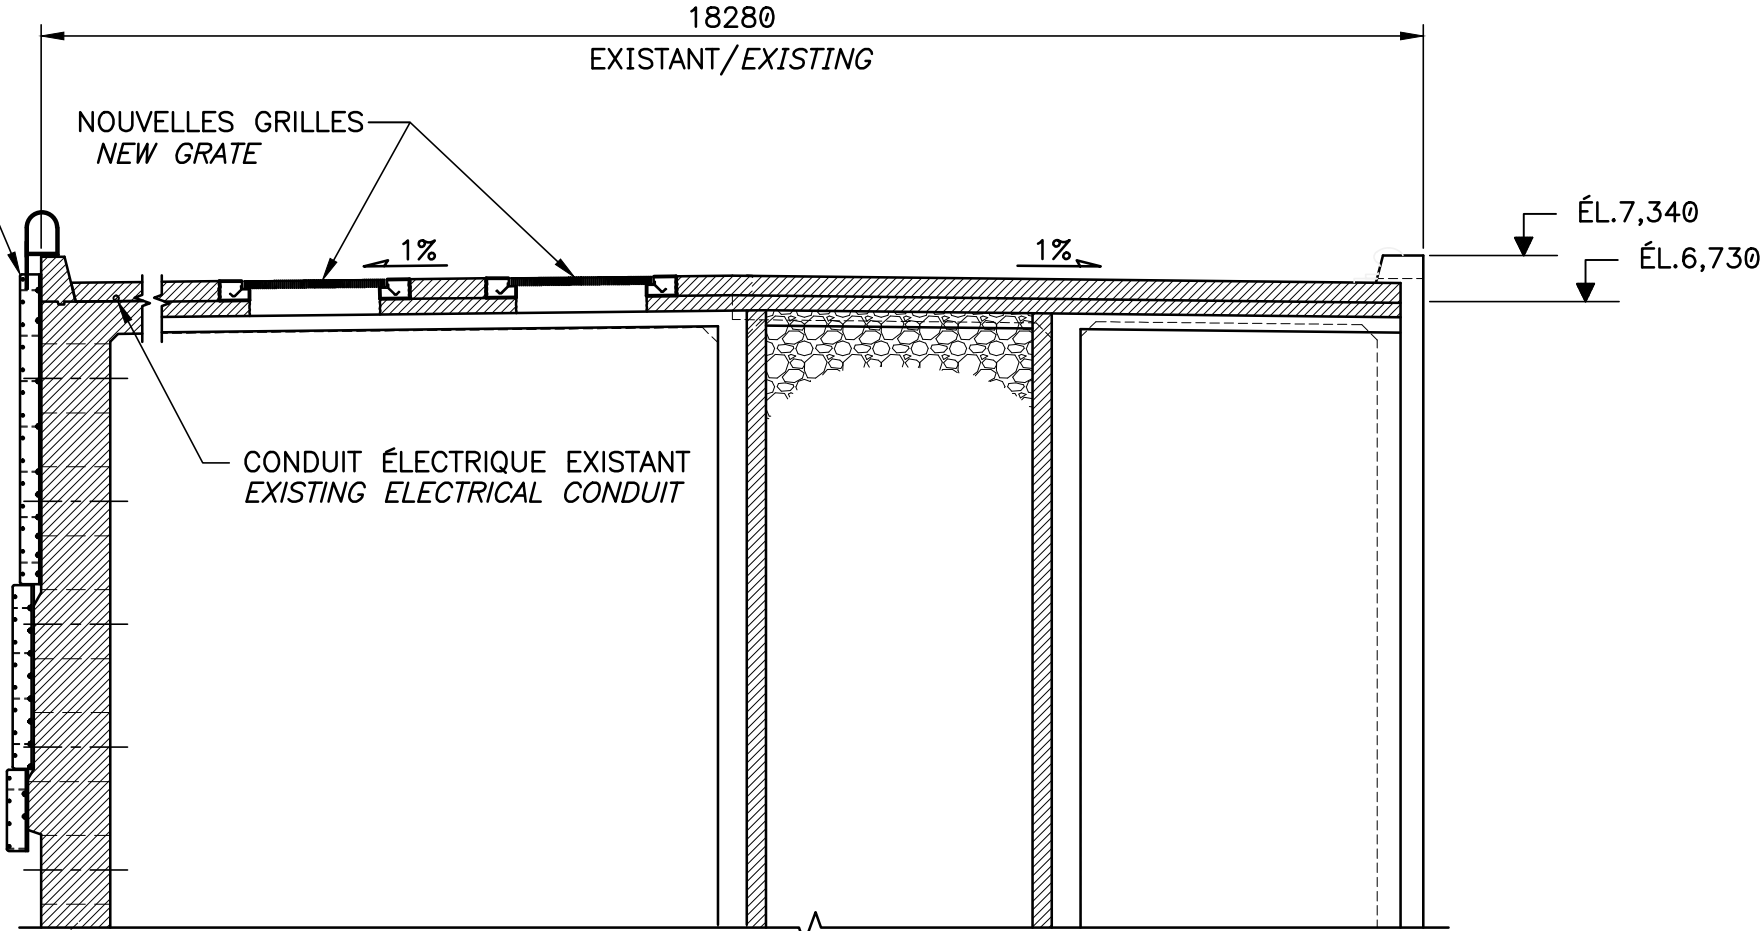 18280
EXISTANT/EXISTING
NOUVELLES GRILLES
NEW GRATE
1%
1%
ÉL.7,340
ÉL.6,730
CONDUIT ÉLECTRIQUE EXISTANT
EXISTING ELECTRICAL CONDUIT